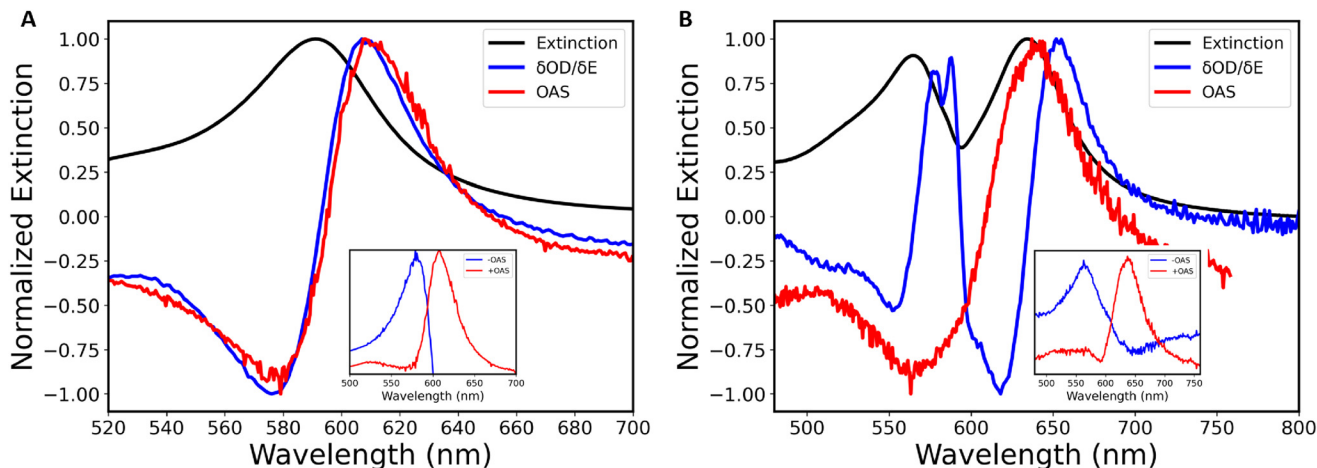 A
Normalized Extinction
1.00
0.75
0.50
0.25
0.00
−0.25
−0.50
−0.75
−1.00
Extinction
δOD/δE
OAS
-OAS
+OAS
500 550 600 650 700
Wavelength (nm)
520 540 560 580 600 620 640 660 680 700
Wavelength (nm)
B
Normalized Extinction
1.00
0.75
0.50
0.25
0.00
−0.25
−0.50
−0.75
−1.00
Extinction
δOD/δE
OAS
-OAS
+OAS
500 550 600 650 700 750
Wavelength (nm)
500 550 600 650 700 750 800
Wavelength (nm)